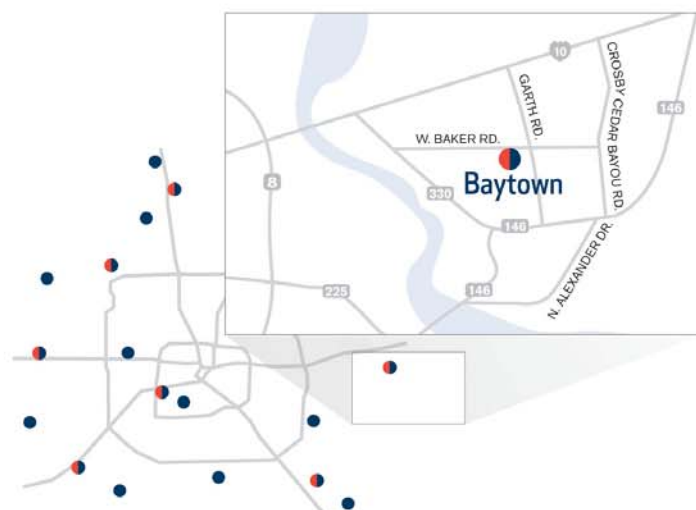 10
GARTH RD.
CROSBY CEDAR BAYOU RD.
146
W. BAKER RD.
8
Baytown
330
146
N. ALEXANDER DR.
225
146